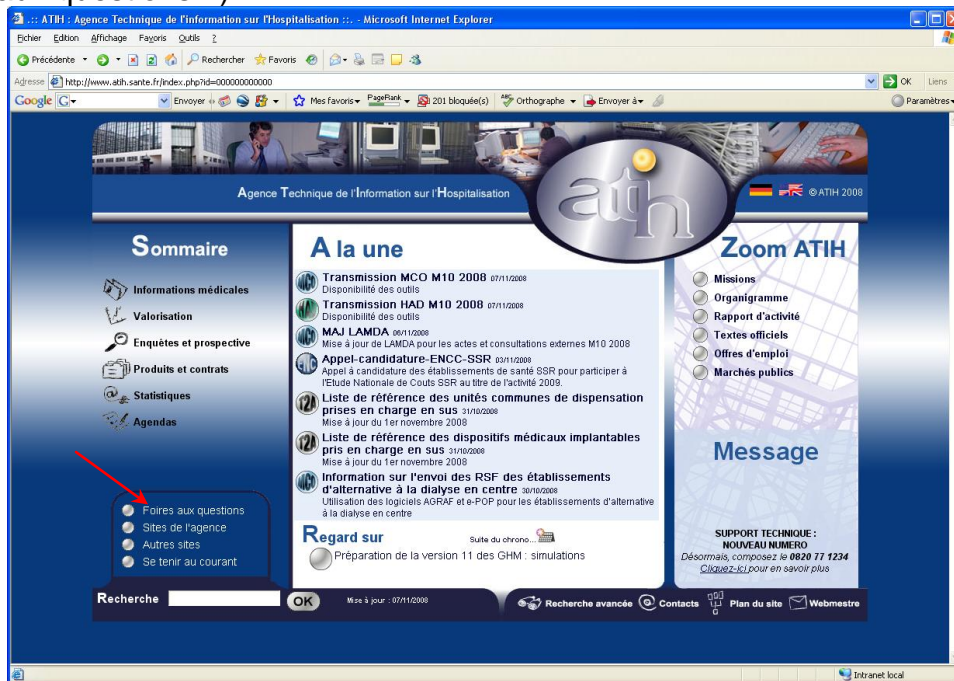 .:: ATIH : Agence Technique de l'information sur l'Hospitalisation ::. - Microsoft Internet Explorer
Fichier Edition Affichage Favoris Outils ?
Précédente Rechercher Favoris
Adresse http://www.atih.sante.fr/index.php?id=000000000000 OK Liens
Google G Envoyer Mes favoris PageRank 201 bloquée(s) Orthographe Envoyer à Paramètres
Agence Technique de l'Information sur l'Hospitalisation
atih
© ATIH 2008
Sommaire
Informations médicales
Valorisation
Enquêtes et prospective
Produits et contrats
Statistiques
Agendas
Foires aux questions
Sites de l'agence
Autres sites
Se tenir au courant
A la une
Transmission MCO M10 2008 07/11/2008
Disponibilité des outils
Transmission HAD M10 2008 07/11/2008
Disponibilité des outils
MAJ LAMDA 06/11/2008
Mise à jour de LAMDA pour les actes et consultations externes M10 2008
Appel-candidature-ENCC-SSR 03/11/2008
Appel à candidature des établissements de santé SSR pour participer à
l'Etude Nationale de Couts SSR au titre de l'activité 2009.
Liste de référence des unités communes de dispensation
prises en charge en sus 31/10/2008
Mise à jour du 1er novembre 2008
Liste de référence des dispositifs médicaux implantables
pris en charge en sus 31/10/2008
Mise à jour du 1er novembre 2008
Information sur l'envoi des RSF des établissements
d'alternative à la dialyse en centre 30/10/2008
Utilisation des logiciels AGRAF et e-POP pour les établissements d'alternative
à la dialyse en centre
Regard sur Suite du chrono...
Préparation de la version 11 des GHM : simulations
Zoom ATIH
Missions
Organigramme
Rapport d'activité
Textes officiels
Offres d'emploi
Marchés publics
Message
SUPPORT TECHNIQUE :
NOUVEAU NUMERO
Désormais, composez le 0820 77 1234
Cliquez-ici pour en savoir plus
Recherche OK Mise à jour : 07/11/2008 Recherche avancée Contacts Plan du site Webmestre
Intranet local